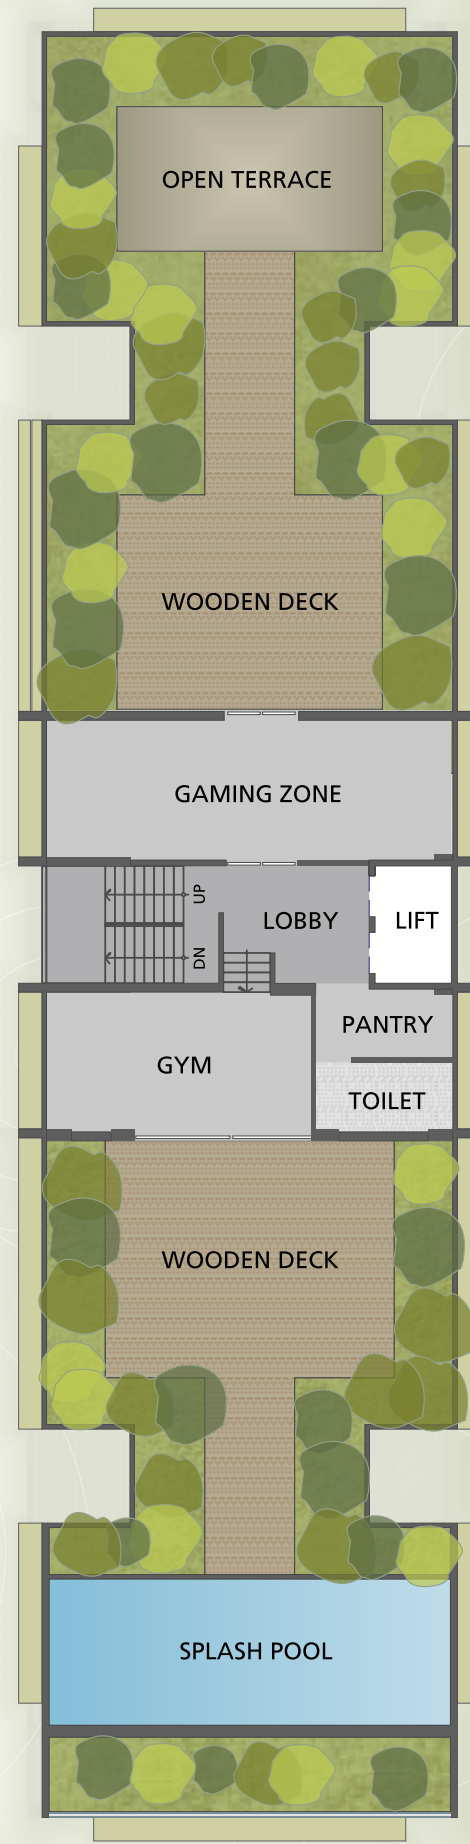 OPEN TERRACE
WOODEN DECK
GAMING ZONE
UP
LOBBY
LIFT
DN
PANTRY
GYM
TOILET
WOODEN DECK
SPLASH POOL